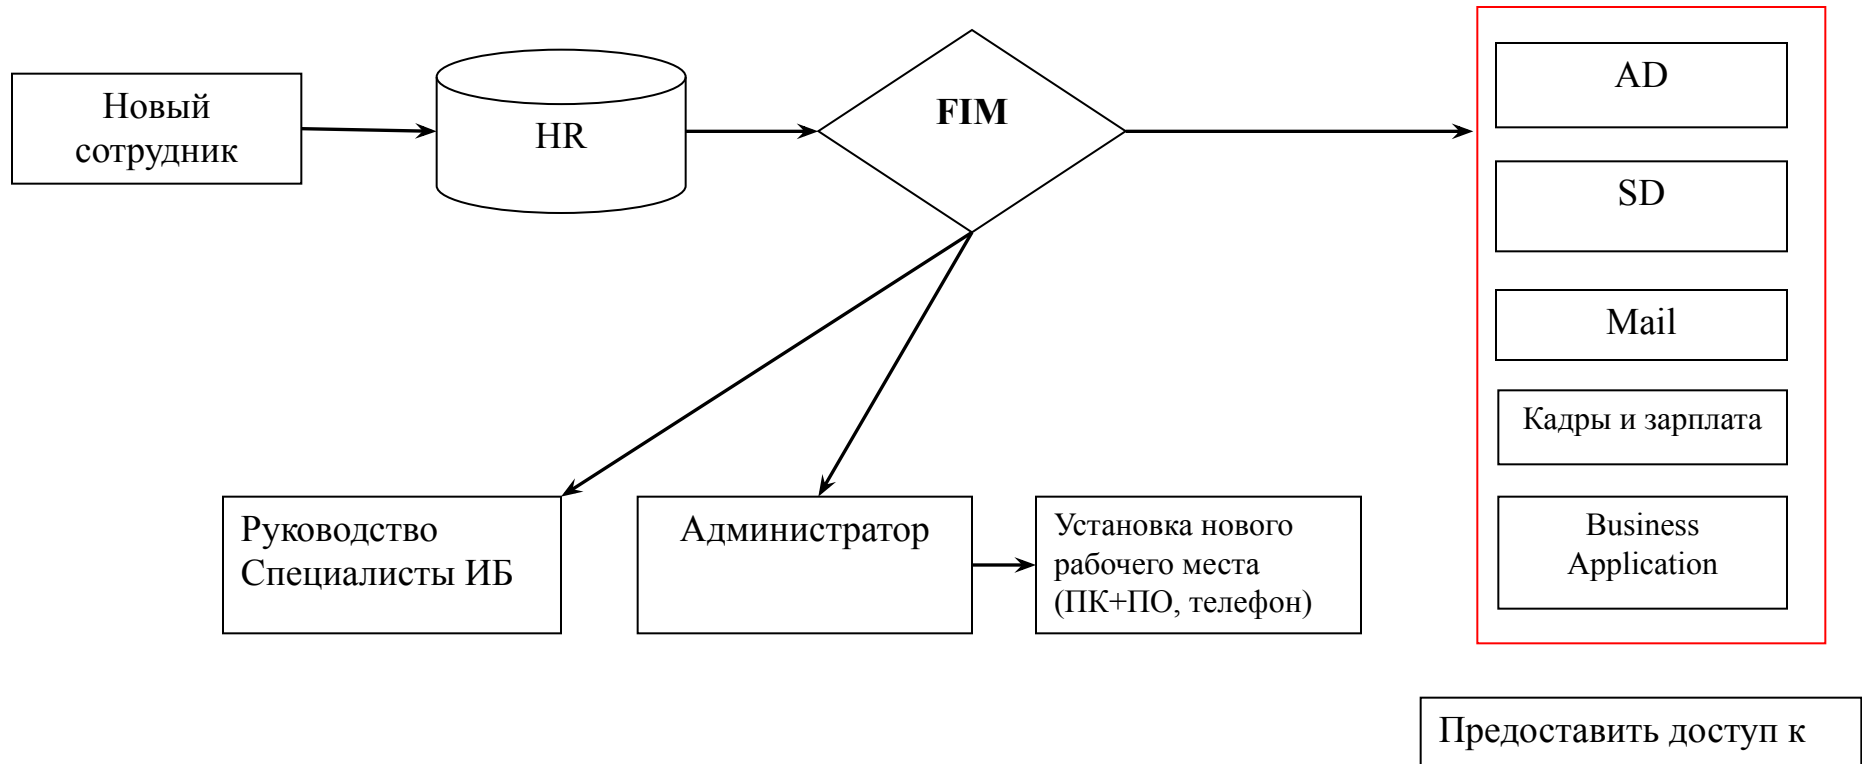 Новый
сотрудник
HR
FIM
AD
SD
Mail
Кадры и зарплата
Business
Application
Руководство
Специалисты ИБ
Администратор
Установка нового
рабочего места
(ПК+ПО, телефон)
Предоставить доступ к